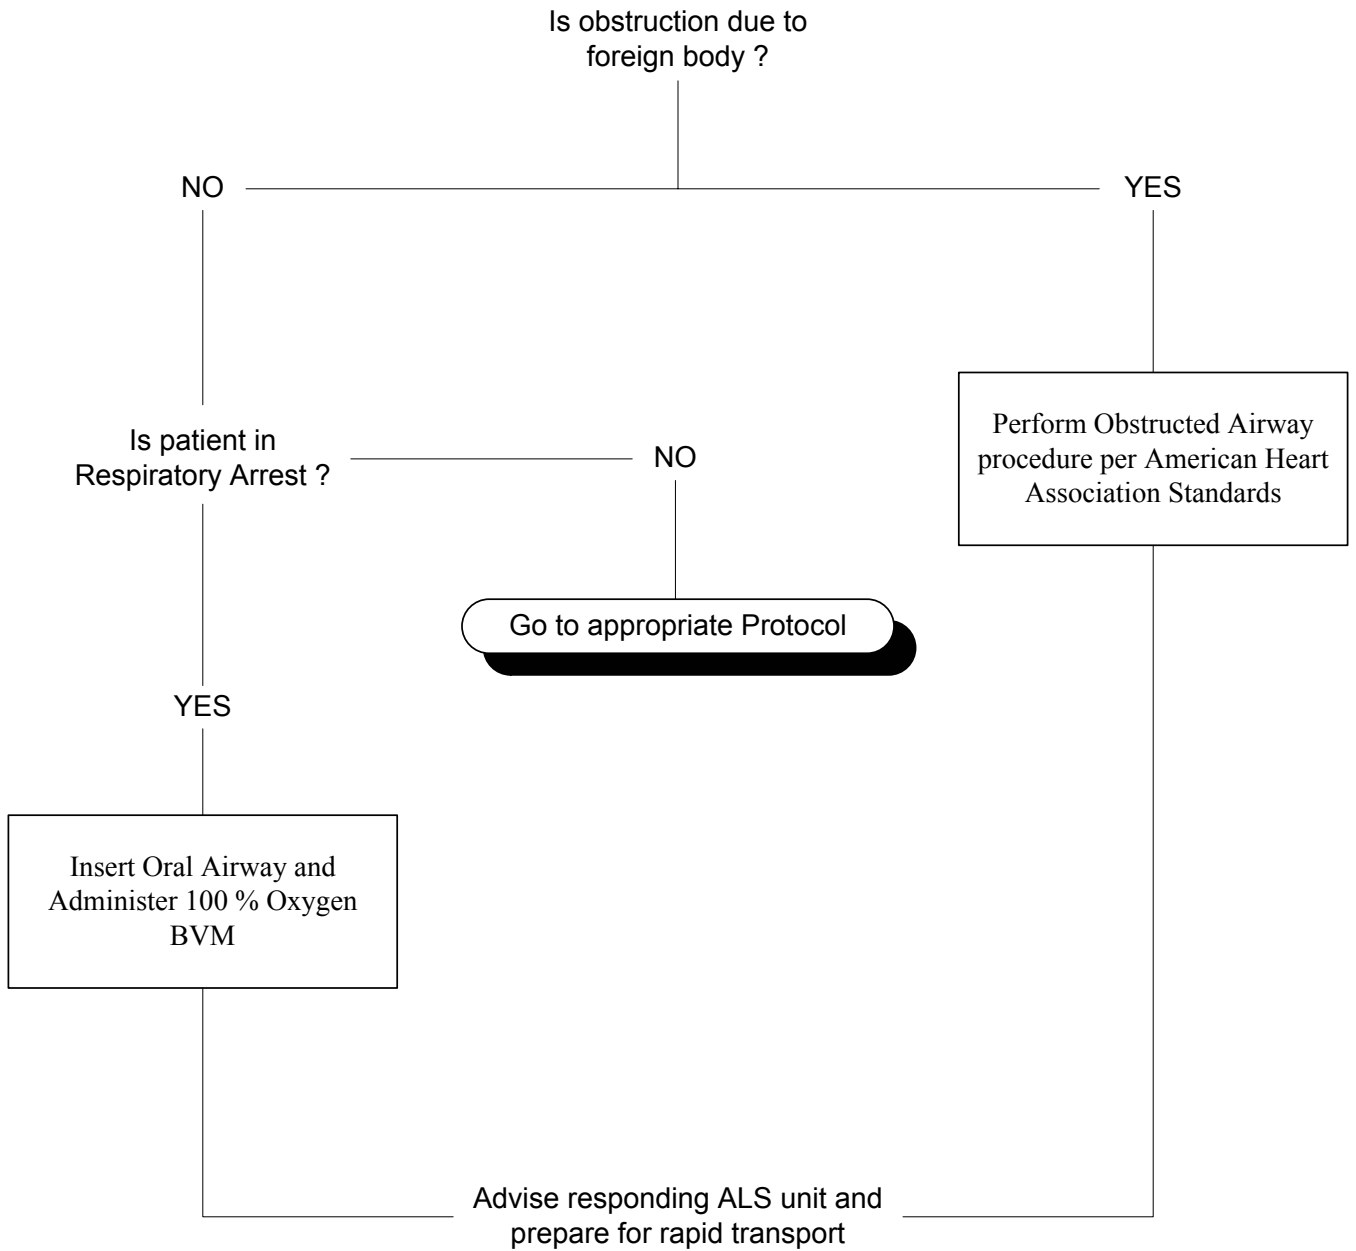 Is obstruction due to
foreign body ?
NO
YES
Is patient in
Respiratory Arrest ?
NO
Perform Obstructed Airway
procedure per American Heart
Association Standards
Go to appropriate Protocol
YES
Insert Oral Airway and
Administer 100 % Oxygen
BVM
Advise responding ALS unit and
prepare for rapid transport